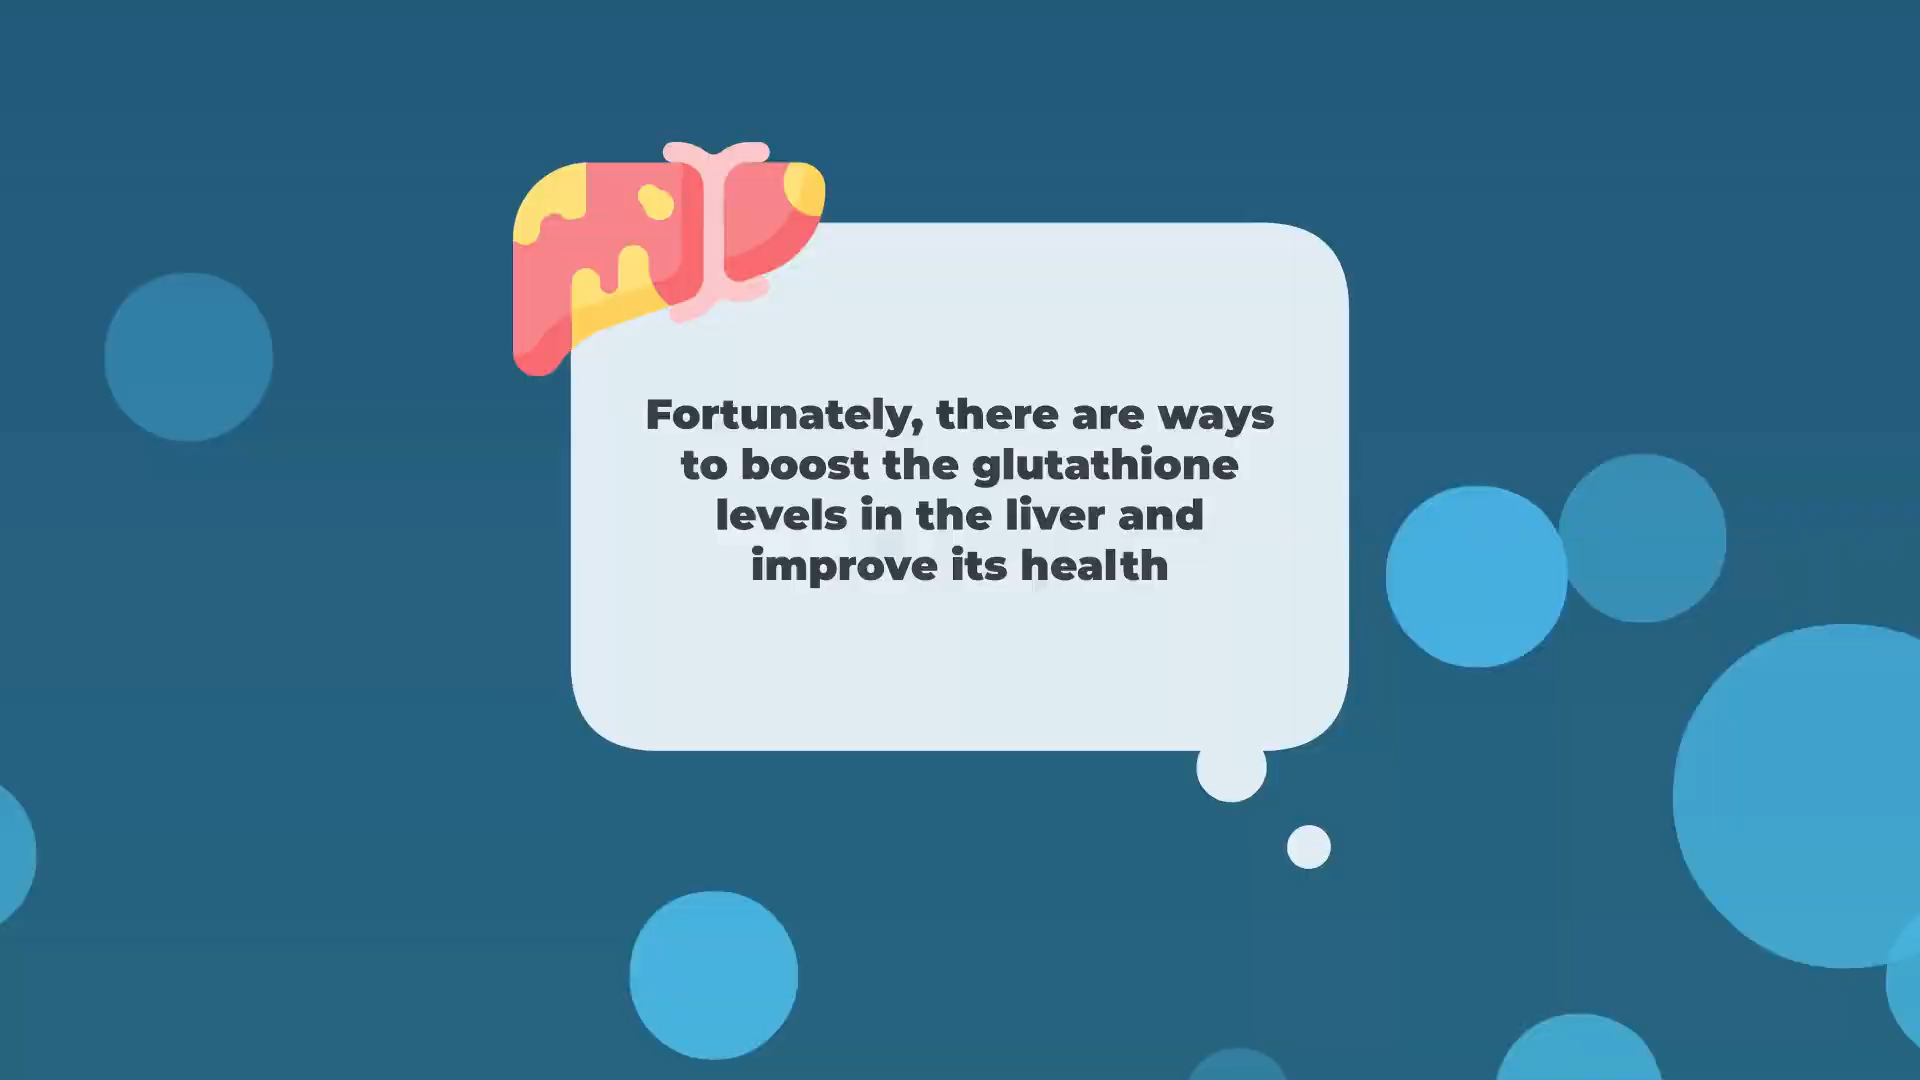 Fortunately, there are ways
to boost the glutathione
levels in the liver and
improve its health